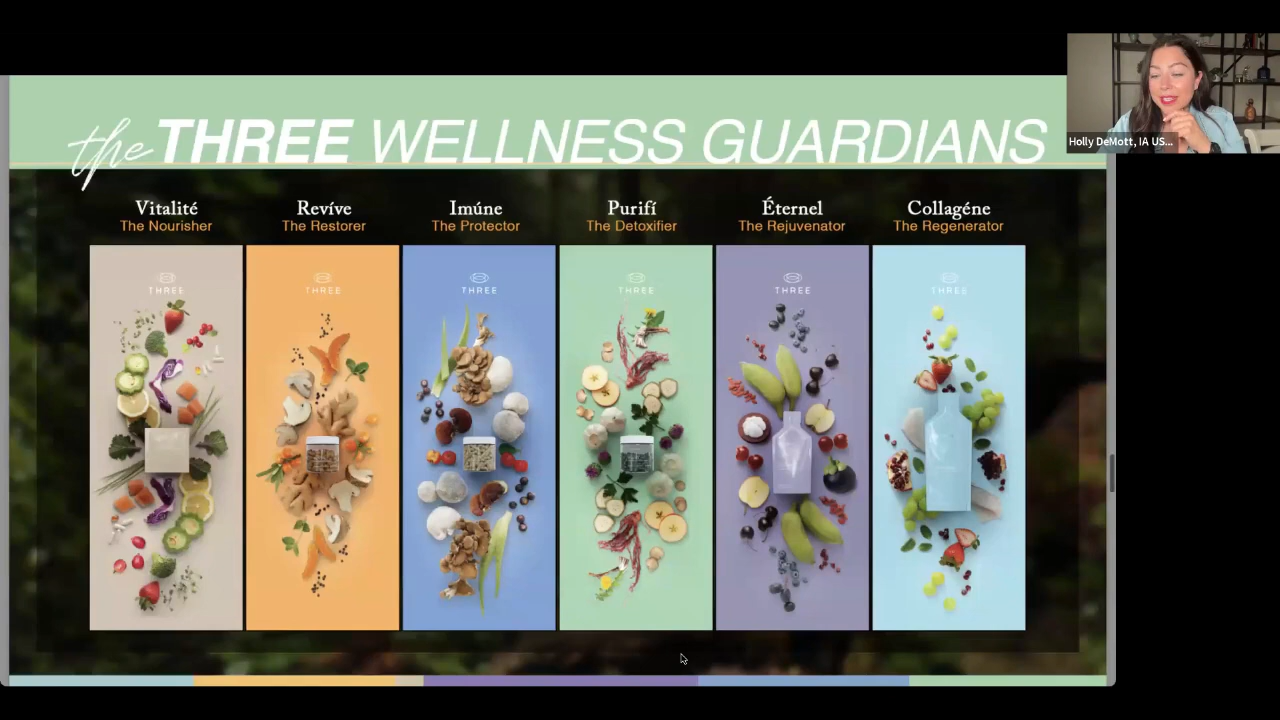 the THREE WELLNESS GUARDIANS
Holly DeMott, IA US...
Vitalité
The Nourisher
Revíve
The Restorer
Imúne
The Protector
Purifí
The Detoxifier
Éternel
The Rejuvenator
Collagéne
The Regenerator
THREE
THREE
THREE
THREE
THREE
THREE